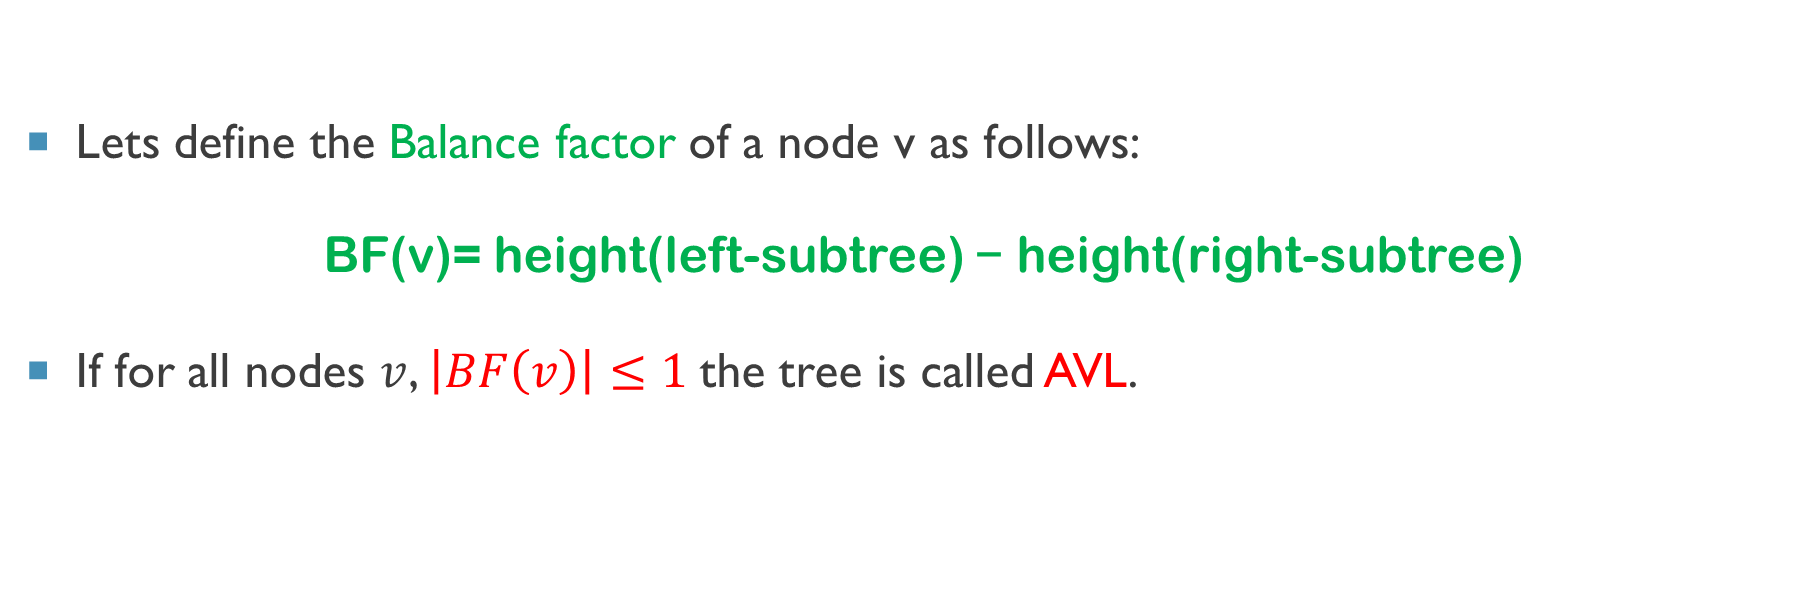 ▪ Lets define the Balance factor of a node v as follows:
BF(v)= height(left-subtree) − height(right-subtree)
▪ If for all nodes 𝑣, |𝐵𝐹(𝑣)| ≤ 1 the tree is called AVL.